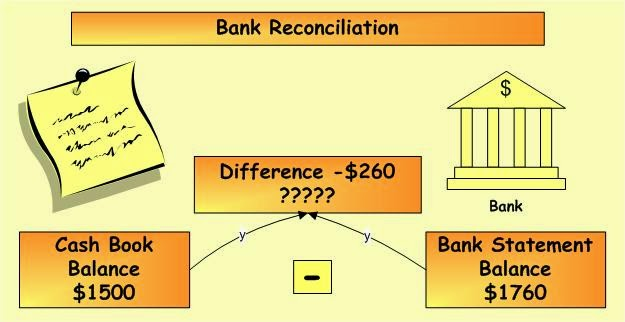 Bank Reconciliation
$
Difference -$260
?????
Bank
y
y
Cash Book
Balance
$1500
-
Bank Statement
Balance
$1760